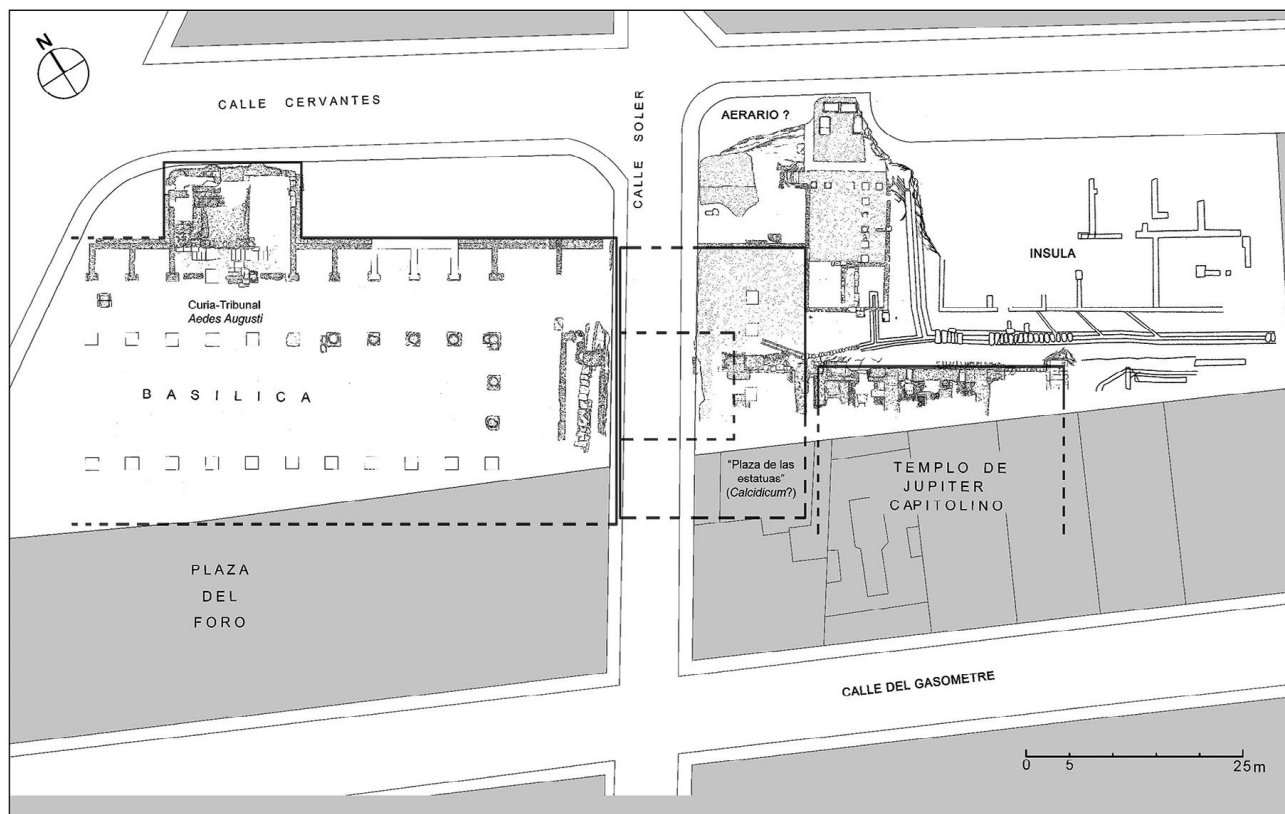 N
CALLE CERVANTES
CALLE SOLER
AERARIO ?
INSULA
Curia-Tribunal
Aedes Augusti
BASILICA
"Plaza de las
estatuas"
(Calcidicum?)
TEMPLO DE
JUPITER
CAPITOLINO
PLAZA
DEL
FORO
CALLE DEL GASOMETRE
0 5 25 m